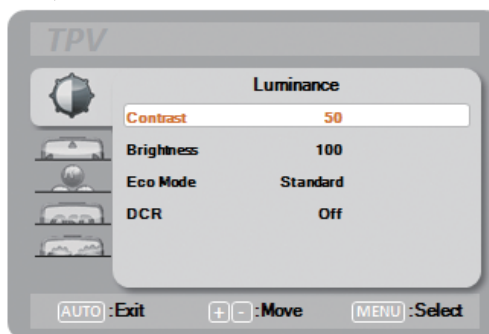 TPV
Luminance
Contrast 50
Brightness 100
Eco Mode Standard
DCR Off
AUTO :Exit + - :Move MENU :Select